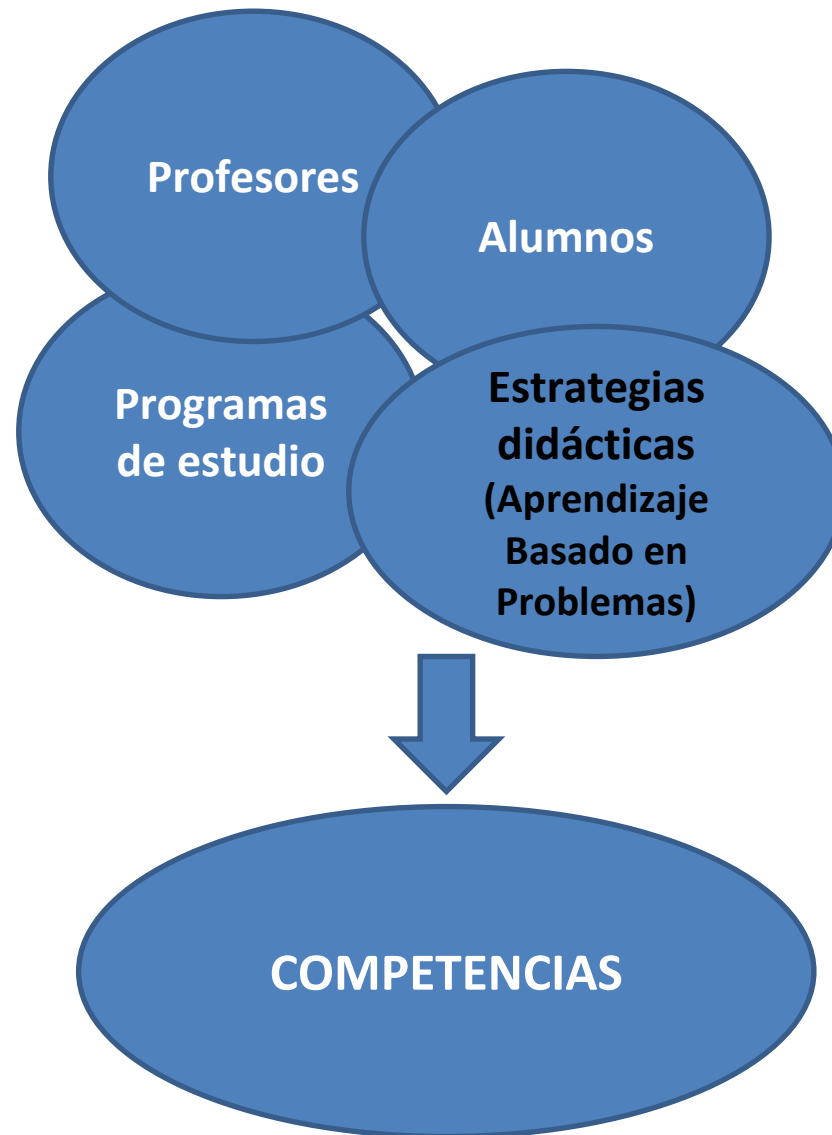 Profesores
Alumnos
Programas
de estudio
Estrategias
didácticas
(Aprendizaje
Basado en
Problemas)
COMPETENCIAS